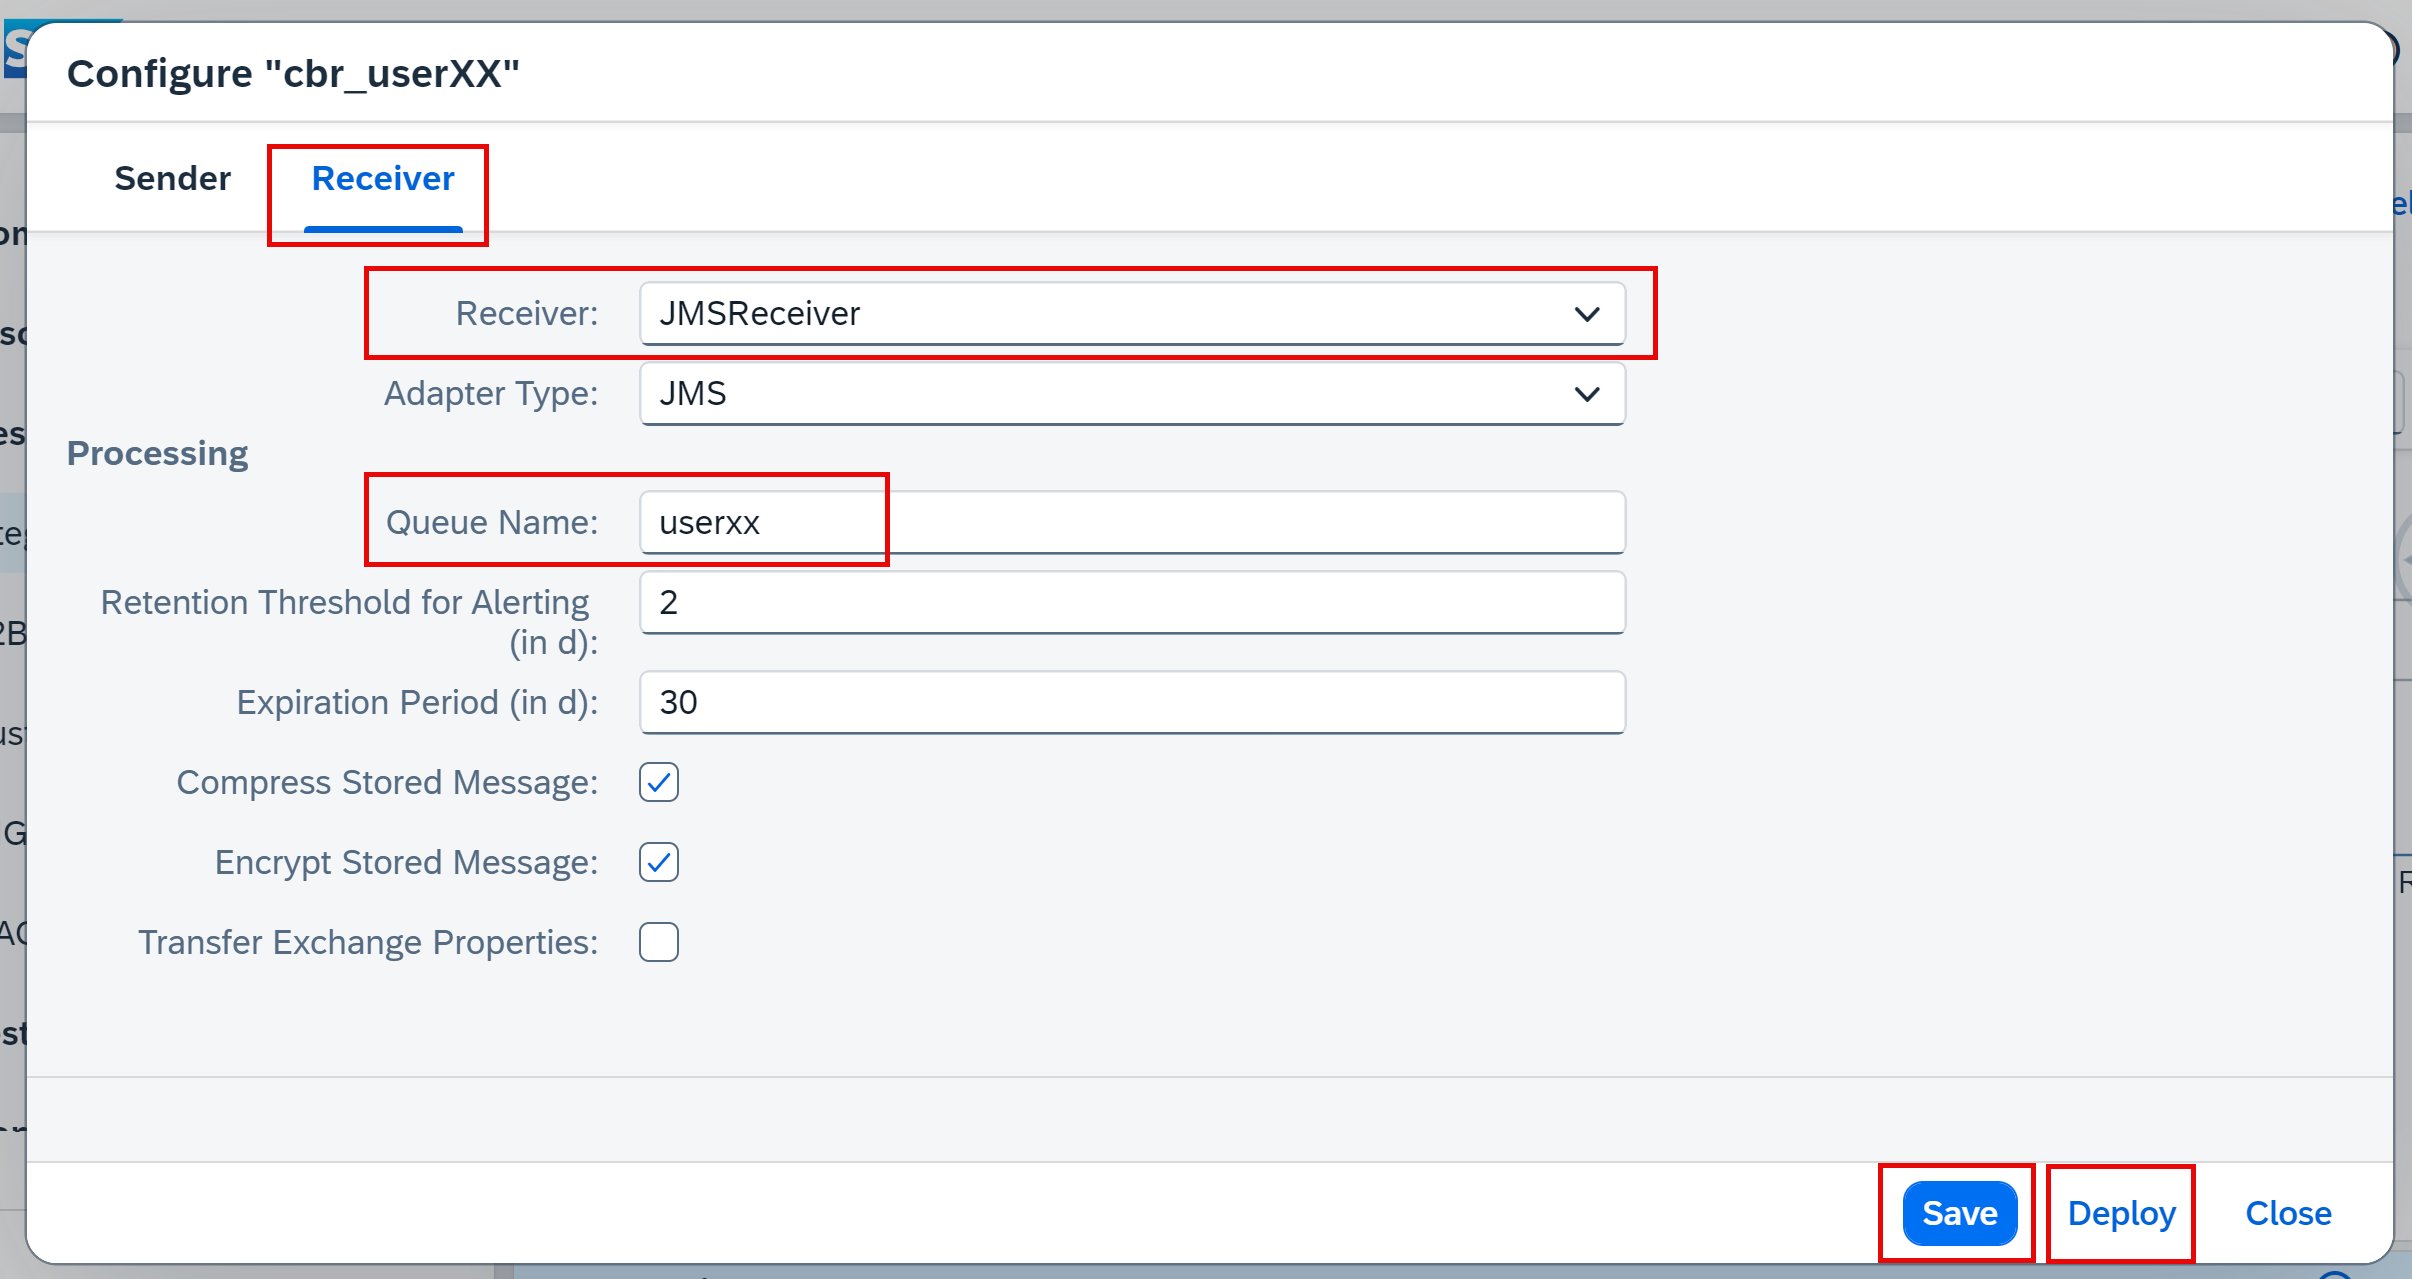 Configure "cbr_userXX"
Sender
Receiver
Receiver:
JMSReceiver
Adapter Type:
JMS
Processing
Queue Name:
userxx
Retention Threshold for Alerting
(in d):
2
Expiration Period (in d):
30
Compress Stored Message:
Encrypt Stored Message:
Transfer Exchange Properties:
Save
Deploy
Close